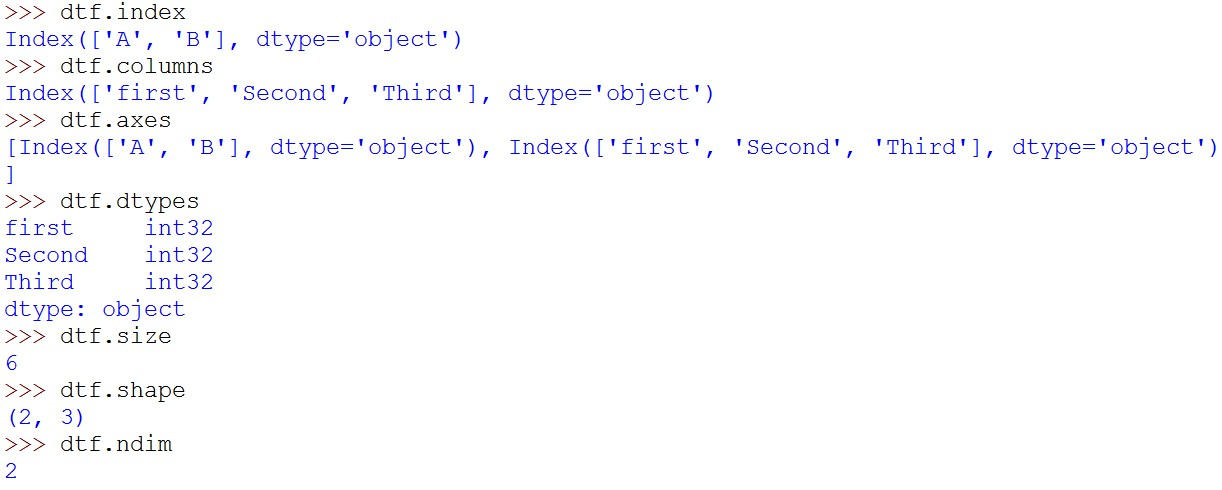 >>> dtf.index
Index(['A', 'B'], dtype='object')
>>> dtf.columns
Index(['first', 'Second', 'Third'], dtype='object')
>>> dtf.axes
[Index(['A', 'B'], dtype='object'), Index(['first', 'Second', 'Third'], dtype='object')
]
>>> dtf.dtypes
first     int32
Second    int32
Third     int32
dtype: object
>>> dtf.size
6
>>> dtf.shape
(2, 3)
>>> dtf.ndim
2